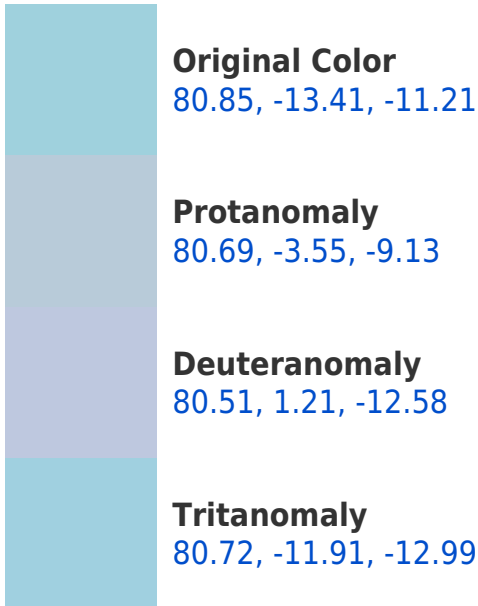 Original Color
80.85, -13.41, -11.21
Protanomaly
80.69, -3.55, -9.13
Deuteranomaly
80.51, 1.21, -12.58
Tritanomaly
80.72, -11.91, -12.99